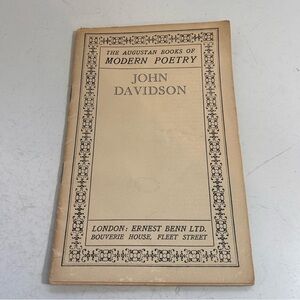 THE AUGUSTAN BOOKS OF
MODERN POETRY
JOHN
DAVIDSON
LONDON: ERNEST BENN LTD.
BOUVERIE HOUSE, FLEET STREET